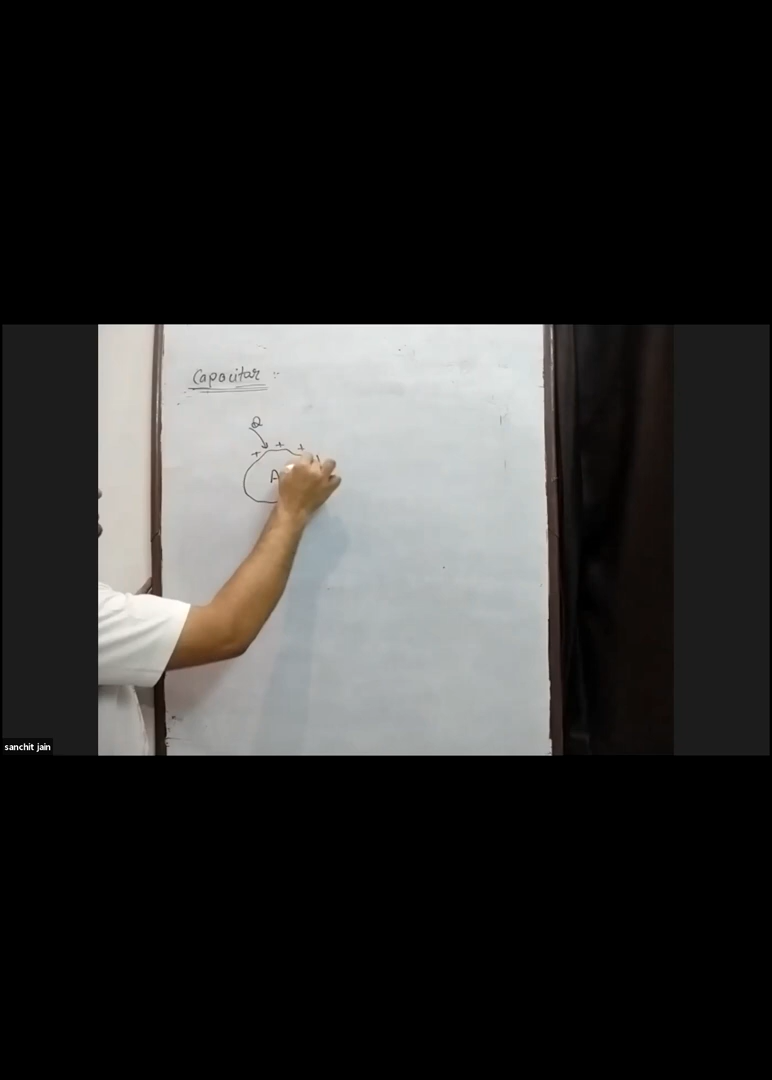 Capacitor :
Q
+ + +
A
sanchit jain